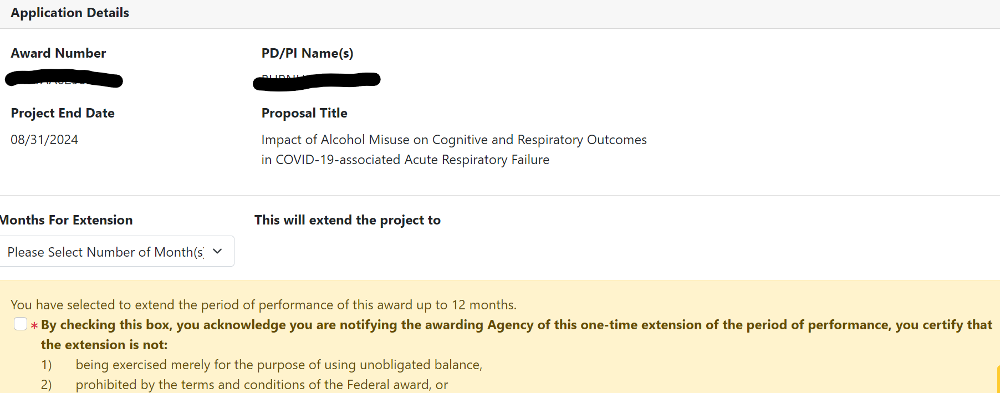 Application Details
Award Number
PD/PI Name(s)
Project End Date
Proposal Title
08/31/2024
Impact of Alcohol Misuse on Cognitive and Respiratory Outcomes
in COVID-19-associated Acute Respiratory Failure
Months For Extension
This will extend the project to
Please Select Number of Month(s)
You have selected to extend the period of performance of this award up to 12 months.
* By checking this box, you acknowledge you are notifying the awarding Agency of this one-time extension of the period of performance, you certify that
the extension is not:
1) being exercised merely for the purpose of using unobligated balance,
2) prohibited by the terms and conditions of the Federal award, or